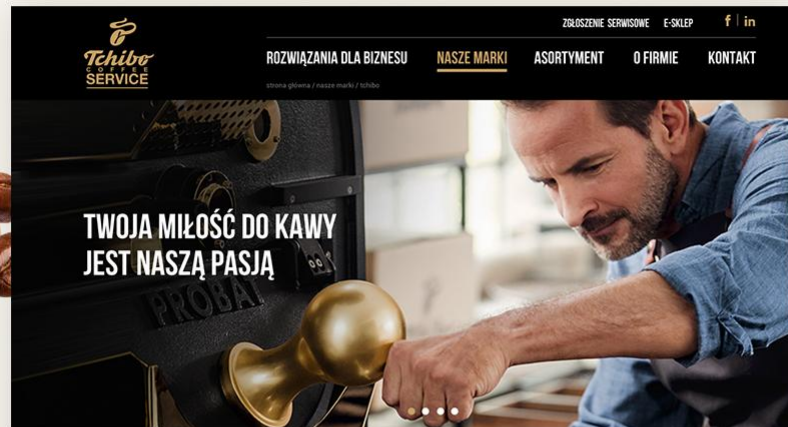 ZGŁOSZENIE SERWISOWE E-SKLEP f in
Tchibo
COFFEE
SERVICE
ROZWIĄZANIA DLA BIZNESU NASZE MARKI ASORTYMENT O FIRMIE KONTAKT
strona główna / nasze marki / tchibo
TWOJA MIŁOŚĆ DO KAWY
JEST NASZĄ PASJĄ
PROBAT